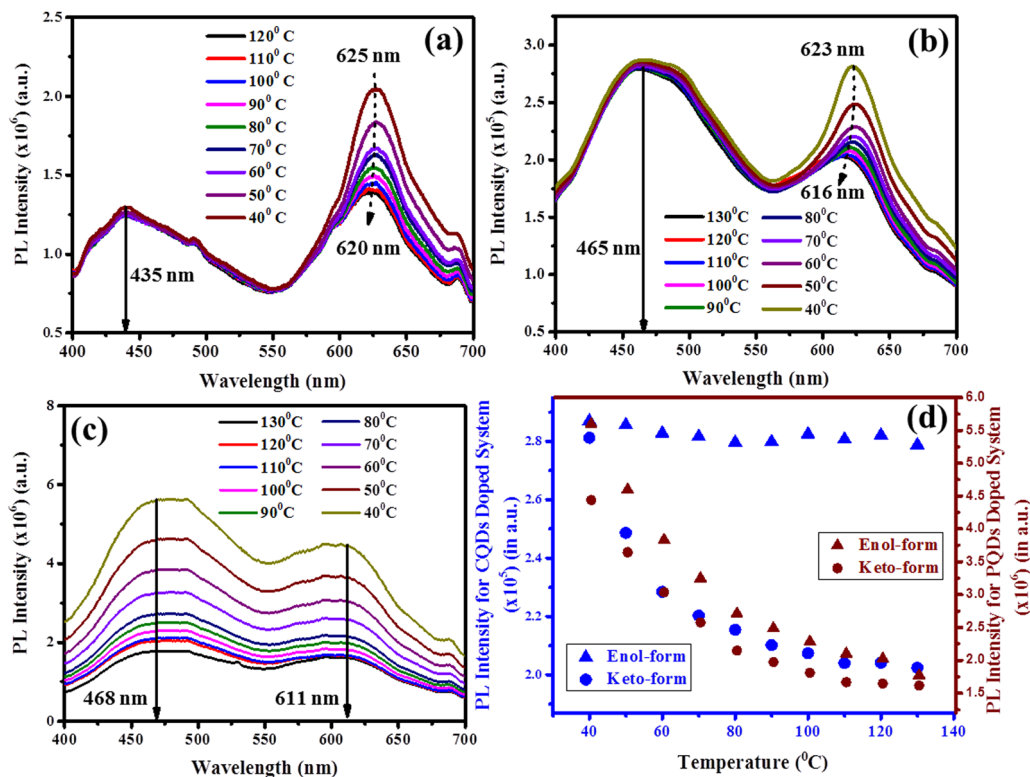 (a)
120⁰ C
110⁰ C
100⁰ C
90⁰ C
80⁰ C
70⁰ C
60⁰ C
50⁰ C
40⁰ C
625 nm
620 nm
435 nm
2.5
2.0
1.5
1.0
0.5
400 450 500 550 600 650 700
PL Intensity (x10⁶) (a.u.)
Wavelength (nm)
(b)
623 nm
616 nm
465 nm
130⁰C
120⁰C
110⁰C
100⁰C
90⁰C
80⁰C
70⁰C
60⁰C
50⁰C
40⁰C
3.0
2.5
2.0
1.5
1.0
0.5
400 450 500 550 600 650 700
PL Intensity (x10⁵) (a.u.)
Wavelength (nm)
(c)
130⁰C
120⁰C
110⁰C
100⁰C
90⁰C
80⁰C
70⁰C
60⁰C
50⁰C
40⁰C
468 nm
611 nm
8
6
4
2
0
400 450 500 550 600 650 700
PL Intensity (x10⁶) (a.u.)
Wavelength (nm)
(d)
Enol-form
Keto-form
Enol-form
Keto-form
2.8
2.6
2.4
2.2
2.0
6.0
5.5
5.0
4.5
4.0
3.5
3.0
2.5
2.0
1.5
40 60 80 100 120 140
PL Intensity for CQDs Doped System
(x10⁵) (in a.u.)
PL Intensity for PQDs Doped System
(x10⁶) (in a.u.)
Temperature (⁰C)